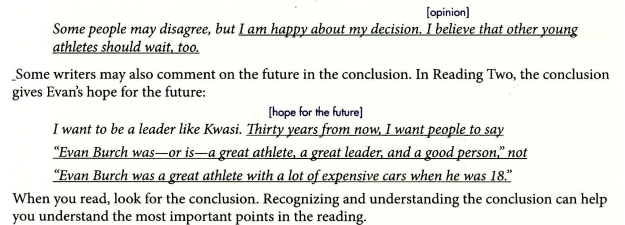 [opinion]
Some people may disagree, but I am happy about my decision. I believe that other young
athletes should wait, too.
Some writers may also comment on the future in the conclusion. In Reading Two, the conclusion
gives Evan's hope for the future:
[hope for the future]
I want to be a leader like Kwasi. Thirty years from now, I want people to say
“Evan Burch was—or is—a great athlete, a great leader, and a good person,” not
“Evan Burch was a great athlete with a lot of expensive cars when he was 18.”
When you read, look for the conclusion. Recognizing and understanding the conclusion can help
you understand the most important points in the reading.